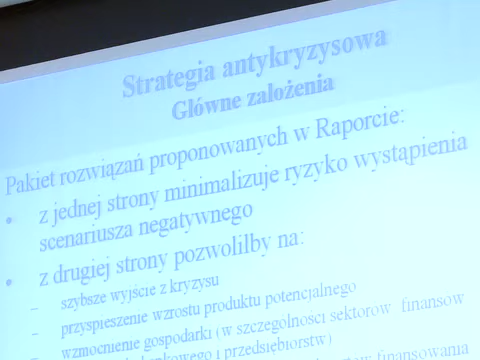 Strategia antykryzysowa
Główne założenia
Pakiet rozwiązań proponowanych w Raporcie:
• z jednej strony minimalizuje ryzyko wystąpienia
scenariusza negatywnego
• z drugiej strony pozwoliłby na:
– szybsze wyjście z kryzysu
– przyspieszenie wzrostu produktu potencjalnego
– wzmocnienie gospodarki (w szczególności sektorów finansów
i przedsiębiorstw)
finansowania